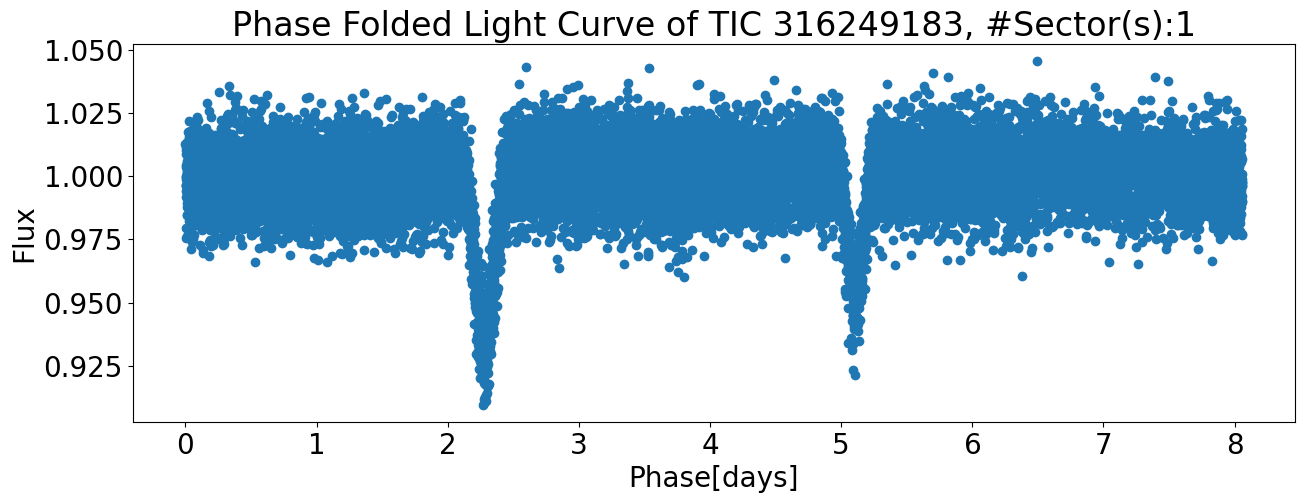 Phase Folded Light Curve of TIC 316249183, #Sector(s):1
1.050
1.025
1.000
0.975
0.950
0.925
Flux
0 1 2 3 4 5 6 7 8
Phase[days]